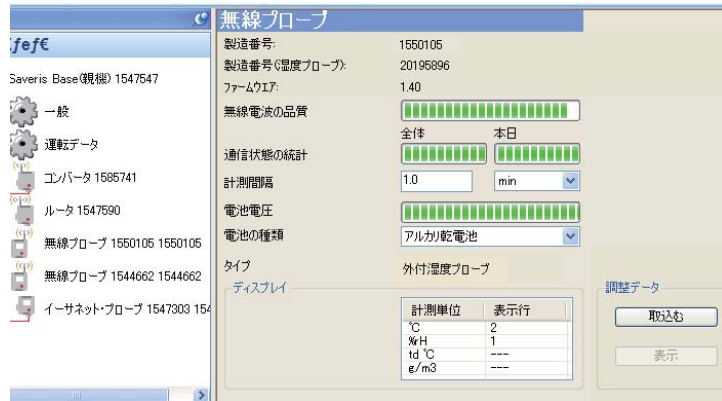 無線プローブ
ƒefe€
Saveris Base(親機) 1547547
一般
運転データ
コンバータ 1585741
ルータ 1547590
無線プローブ 1550105 1550105
無線プローブ 1544662 1544662
イーサネット・プローブ 1547303 154
製造番号: 1550105
製造番号(湿度プローブ): 20195896
ファームウエア: 1.40
無線電波の品質
全体 本日
通信状態の統計
計測間隔 1.0 min
電池電圧
電池の種類 アルカリ乾電池
タイプ 外付湿度プローブ
ディスプレイ
計測単位 表示行
℃ 2
%rH 1
td ℃ ---
g/m3 ---
調整データ
取込む
表示